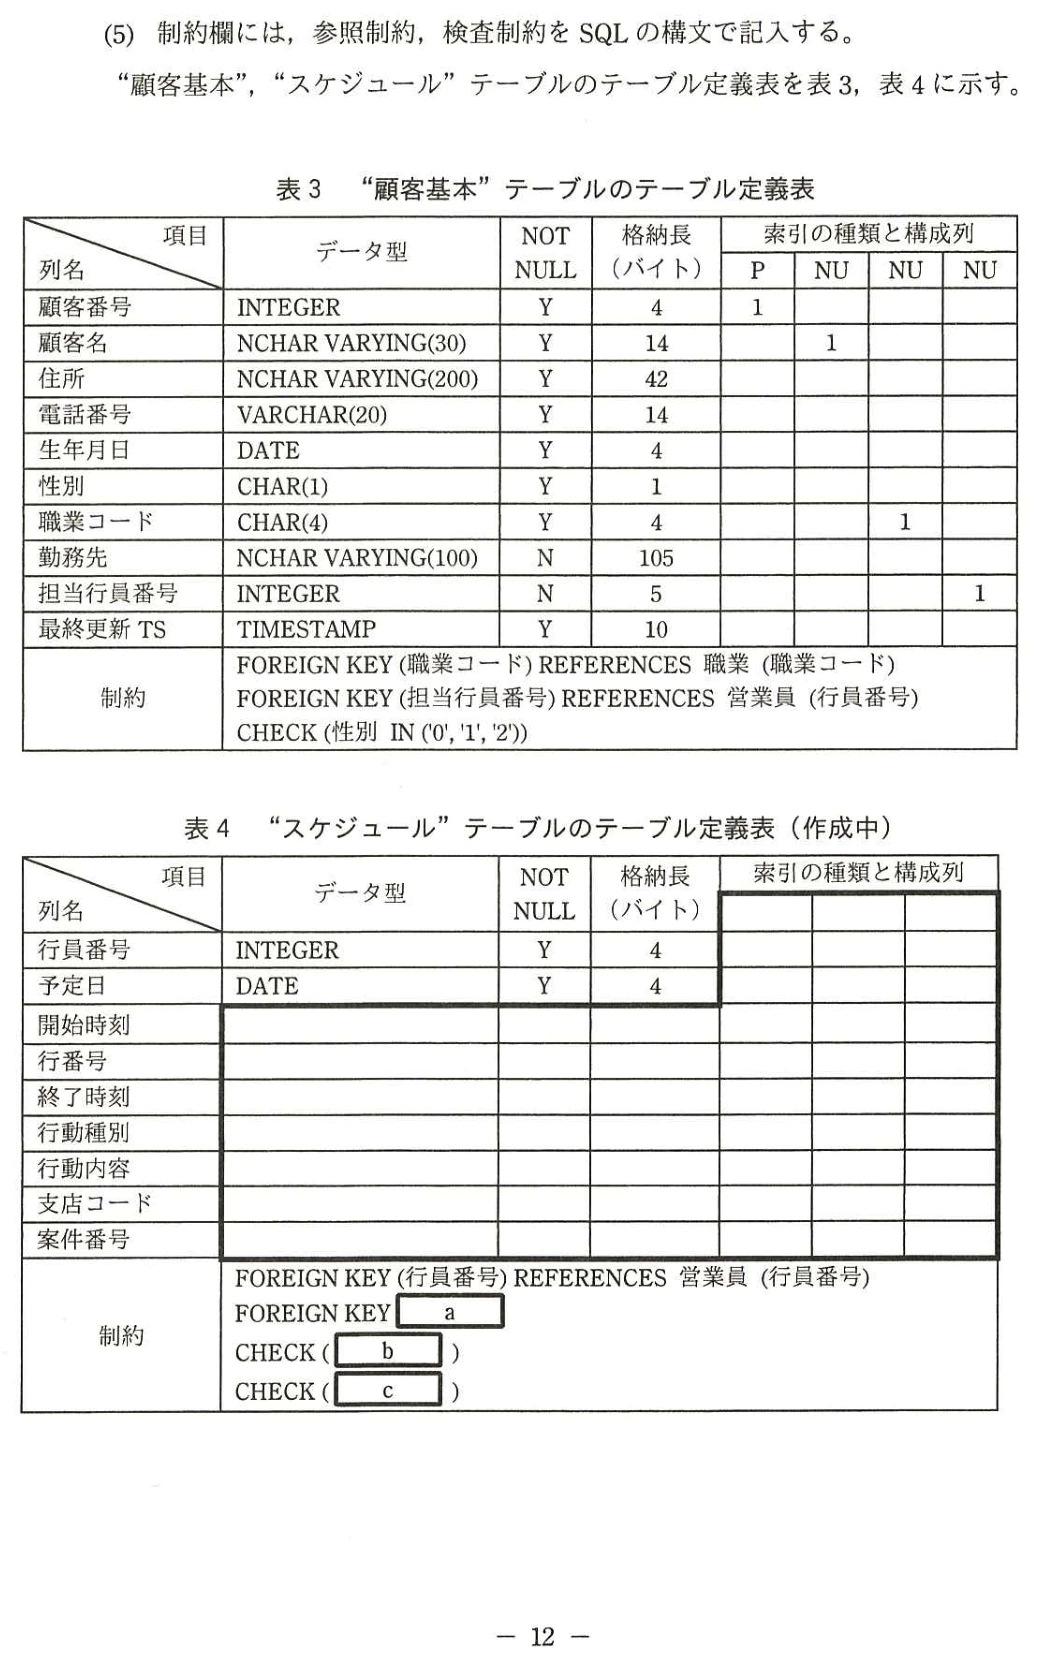 (5) 制約欄には，参照制約，検査制約を SQL の構文で記入する。
“顧客基本”，“スケジュール” テーブルのテーブル定義表を表 3，表 4 に示す。
表 3 “顧客基本” テーブルのテーブル定義表
項目 列名 データ型 NOT NULL 格納長（バイト） 索引の種類と構成列
P NU NU NU
顧客番号 INTEGER Y 4 1
顧客名 NCHAR VARYING(30) Y 14 1
住所 NCHAR VARYING(200) Y 42
電話番号 VARCHAR(20) Y 14
生年月日 DATE Y 4
性別 CHAR(1) Y 1
職業コード CHAR(4) Y 4 1
勤務先 NCHAR VARYING(100) N 105
担当行員番号 INTEGER N 5 1
最終更新 TS TIMESTAMP Y 10
制約
FOREIGN KEY (職業コード) REFERENCES 職業 (職業コード)
FOREIGN KEY (担当行員番号) REFERENCES 営業員 (行員番号)
CHECK (性別 IN ('0', '1', '2'))
表 4 “スケジュール” テーブルのテーブル定義表（作成中）
項目 列名 データ型 NOT NULL 格納長（バイト） 索引の種類と構成列
行員番号 INTEGER Y 4
予定日 DATE Y 4
開始時刻
行番号
終了時刻
行動種別
行動内容
支店コード
案件番号
制約
FOREIGN KEY (行員番号) REFERENCES 営業員 (行員番号)
FOREIGN KEY a
CHECK ( b )
CHECK ( c )
－ 12 －